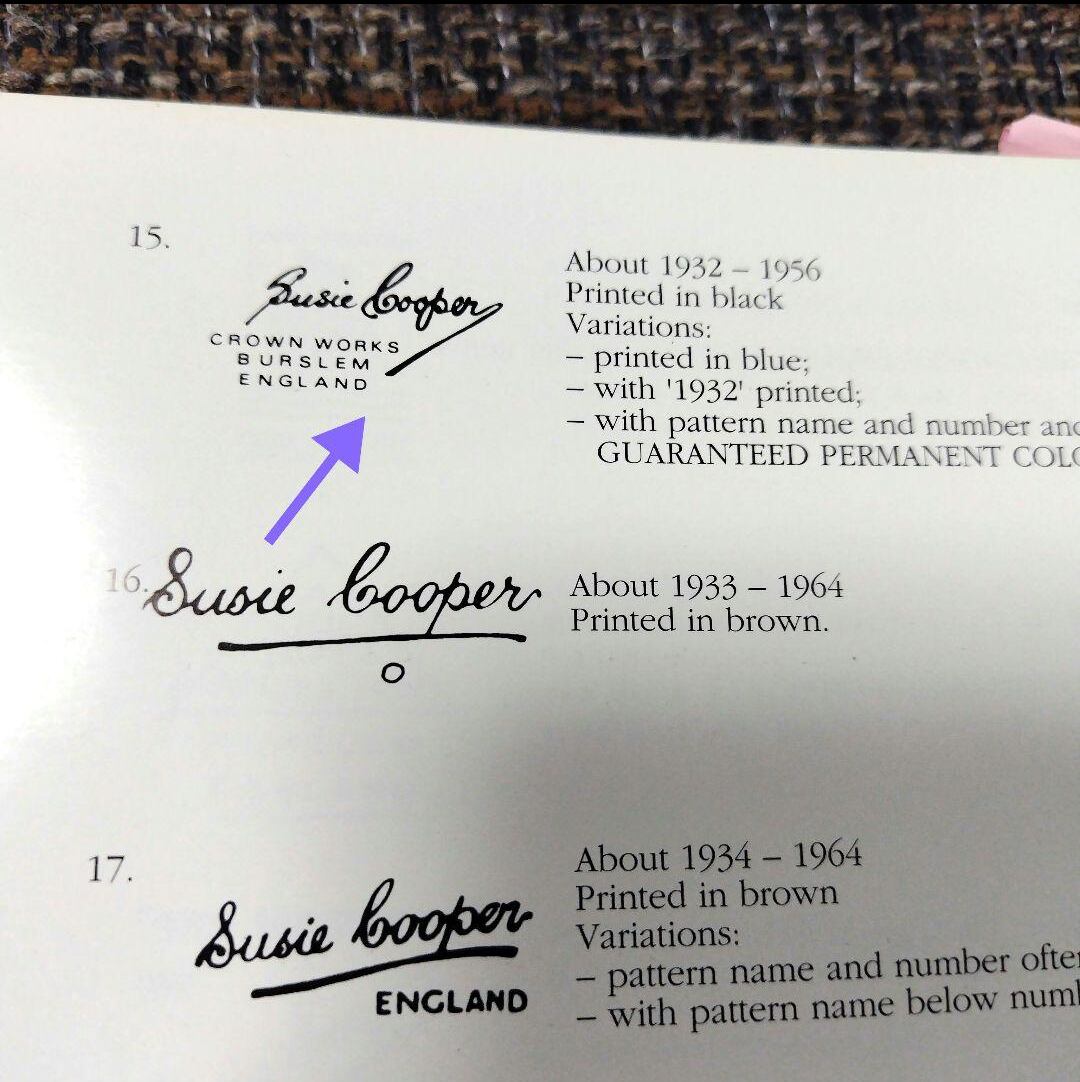 15.
Susie Cooper
CROWN WORKS
BURSLEM
ENGLAND
About 1932 – 1956
Printed in black
Variations:
– printed in blue;
– with '1932' printed;
– with pattern name and number and
GUARANTEED PERMANENT
16.
Susie Cooper
O
About 1933 – 1964
Printed in brown.
17.
Susie Cooper
ENGLAND
About 1934 – 1964
Printed in brown
Variations:
– pattern name and number often
– with pattern name below